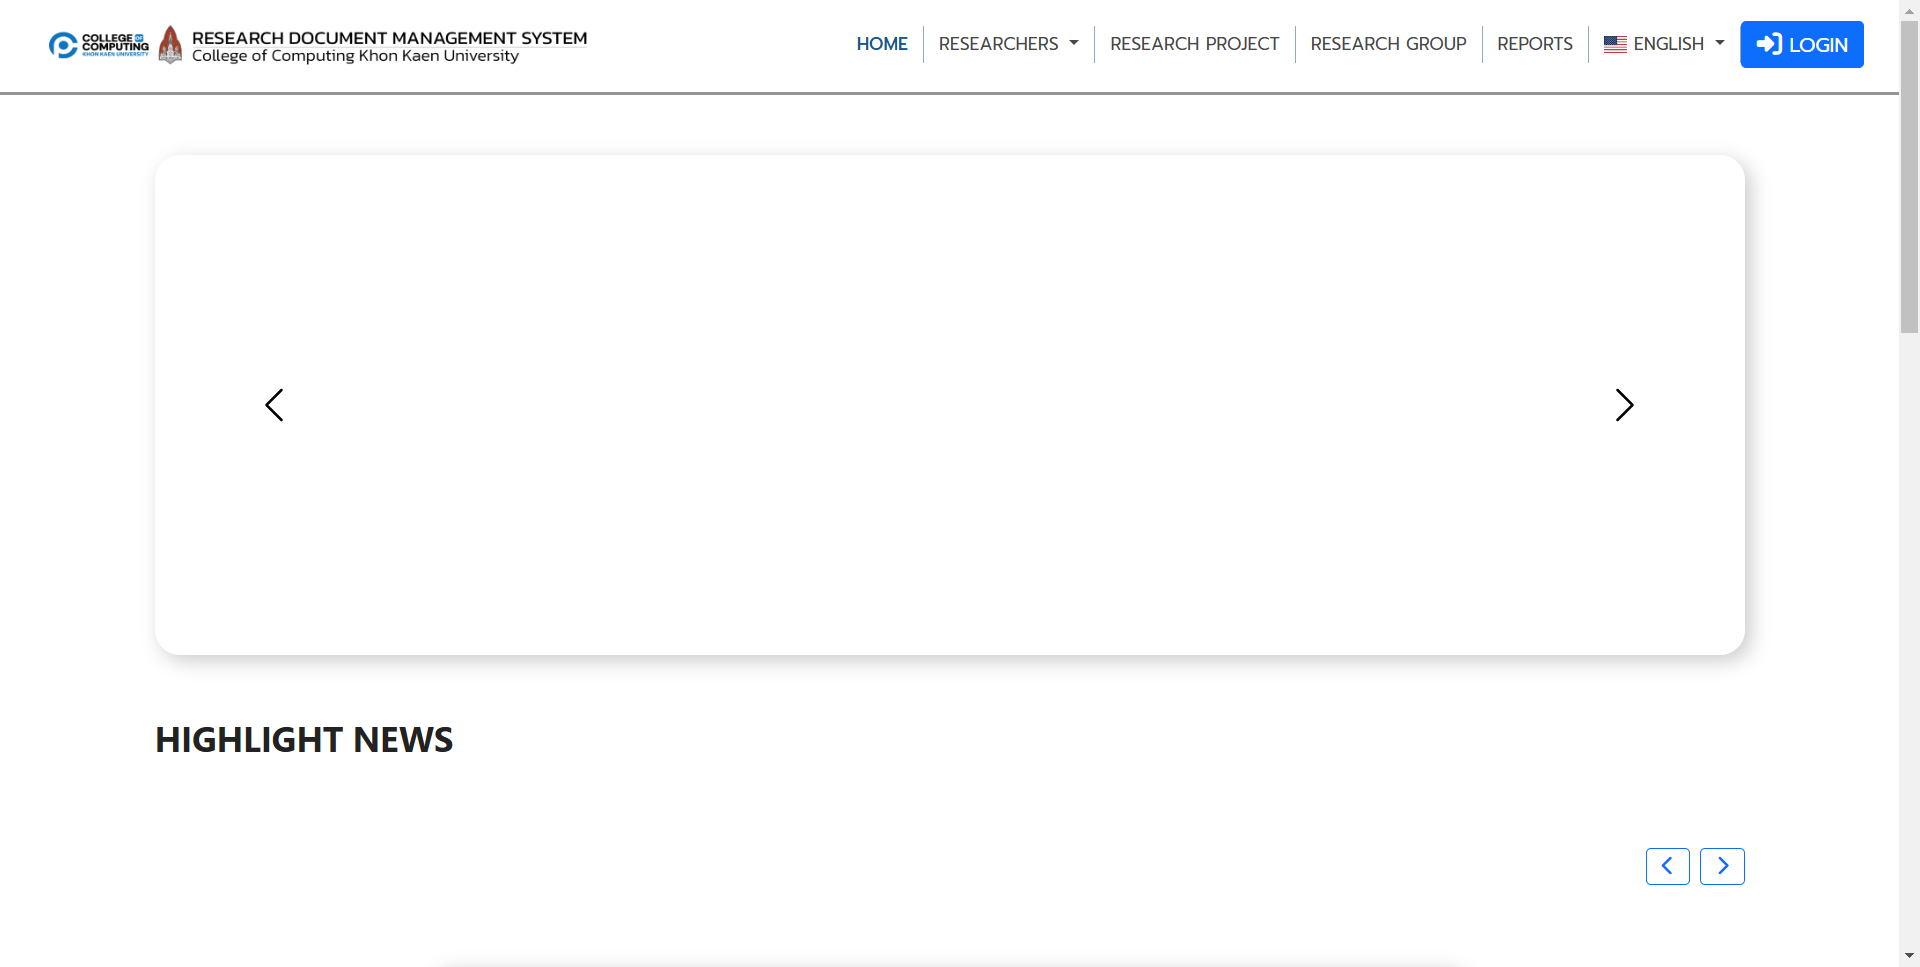 COLLEGE OF
COMPUTING
KHON KAEN UNIVERSITY
RESEARCH DOCUMENT MANAGEMENT SYSTEM
College of Computing Khon Kaen University
HOME
RESEARCHERS
RESEARCH PROJECT
RESEARCH GROUP
REPORTS
ENGLISH
LOGIN
HIGHLIGHT NEWS